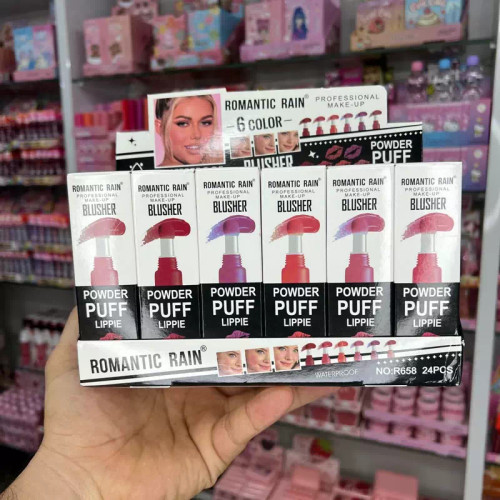 ROMANTIC RAIN®
PROFESSIONAL
MAKE-UP
6 COLOR
BLUSHER
POWDER
PUFF
LIPPIE
ROMANTIC RAIN®
PROFESSIONAL
MAKE-UP
BLUSHER
POWDER
PUFF
LIPPIE
ROMANTIC RAIN®
PROFESSIONAL
MAKE-UP
BLUSHER
POWDER
PUFF
LIPPIE
ROMANTIC RAIN®
PROFESSIONAL
MAKE-UP
BLUSHER
POWDER
PUFF
LIPPIE
ROMANTIC RAIN®
PROFESSIONAL
MAKE-UP
BLUSHER
POWDER
PUFF
LIPPIE
ROMANTIC RAIN®
PROFESSIONAL
MAKE-UP
BLUSHER
POWDER
PUFF
LIPPIE
ROMANTIC RAIN®
PROFESSIONAL
MAKE-UP
BLUSHER
POWDER
PUFF
LIPPIE
ROMANTIC RAIN®
WATERPROOF
NO:R658 24PCS